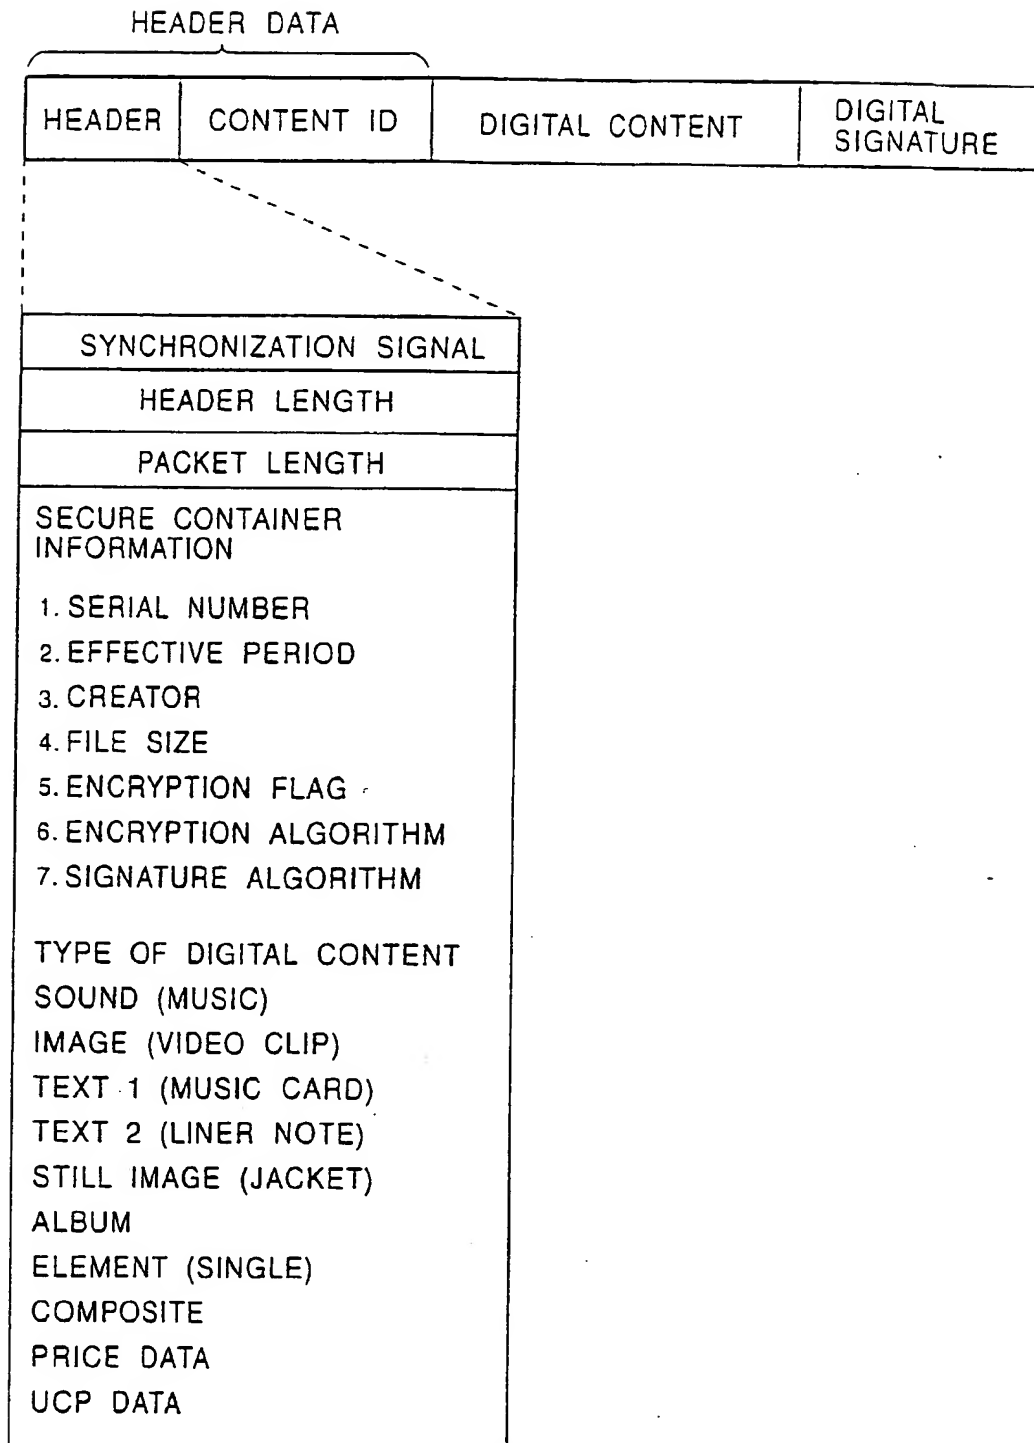 HEADER DATA
HEADER
CONTENT ID
DIGITAL CONTENT
DIGITAL
SIGNATURE
SYNCHRONIZATION SIGNAL
HEADER LENGTH
PACKET LENGTH
SECURE CONTAINER
INFORMATION
1. SERIAL NUMBER
2. EFFECTIVE PERIOD
3. CREATOR
4. FILE SIZE
5. ENCRYPTION FLAG
6. ENCRYPTION ALGORITHM
7. SIGNATURE ALGORITHM
TYPE OF DIGITAL CONTENT
SOUND (MUSIC)
IMAGE (VIDEO CLIP)
TEXT 1 (MUSIC CARD)
TEXT 2 (LINER NOTE)
STILL IMAGE (JACKET)
ALBUM
ELEMENT (SINGLE)
COMPOSITE
PRICE DATA
UCP DATA